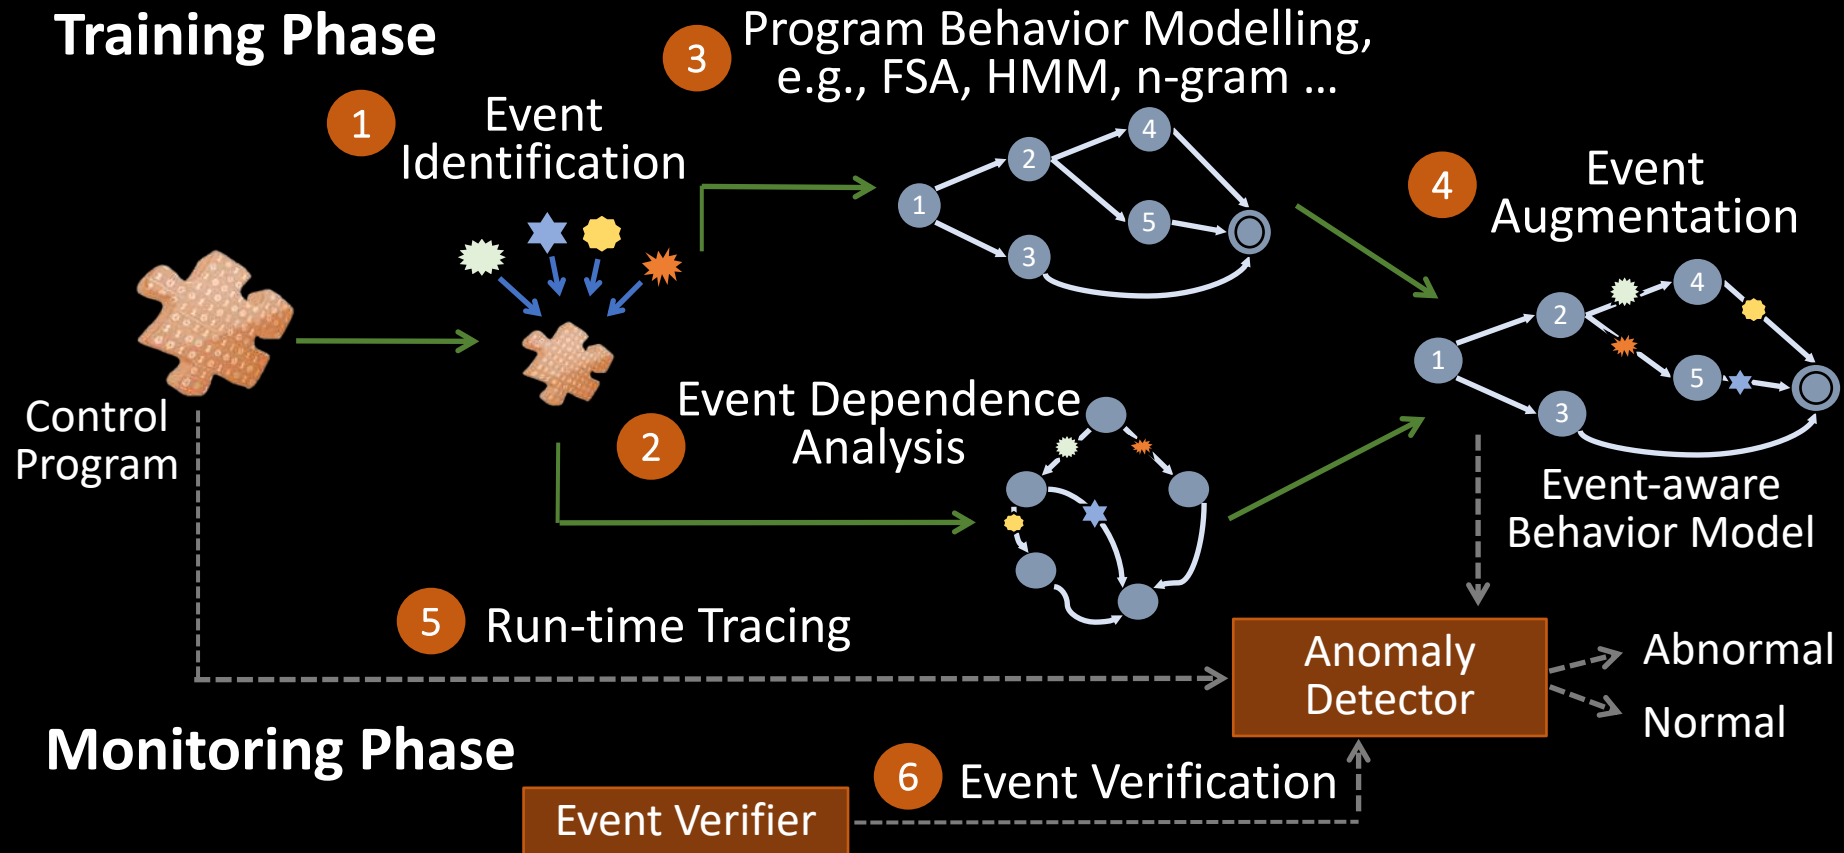 Training Phase
3
Program Behavior Modelling,
e.g., FSA, HMM, n-gram ...
1
Event
Identification
4
Event
Augmentation
1
2
3
4
5
1
2
3
4
5
Control
Program
2
Event Dependence
Analysis
Event-aware
Behavior Model
5
Run-time Tracing
Anomaly
Detector
Abnormal
Normal
Monitoring Phase
6
Event Verification
Event Verifier